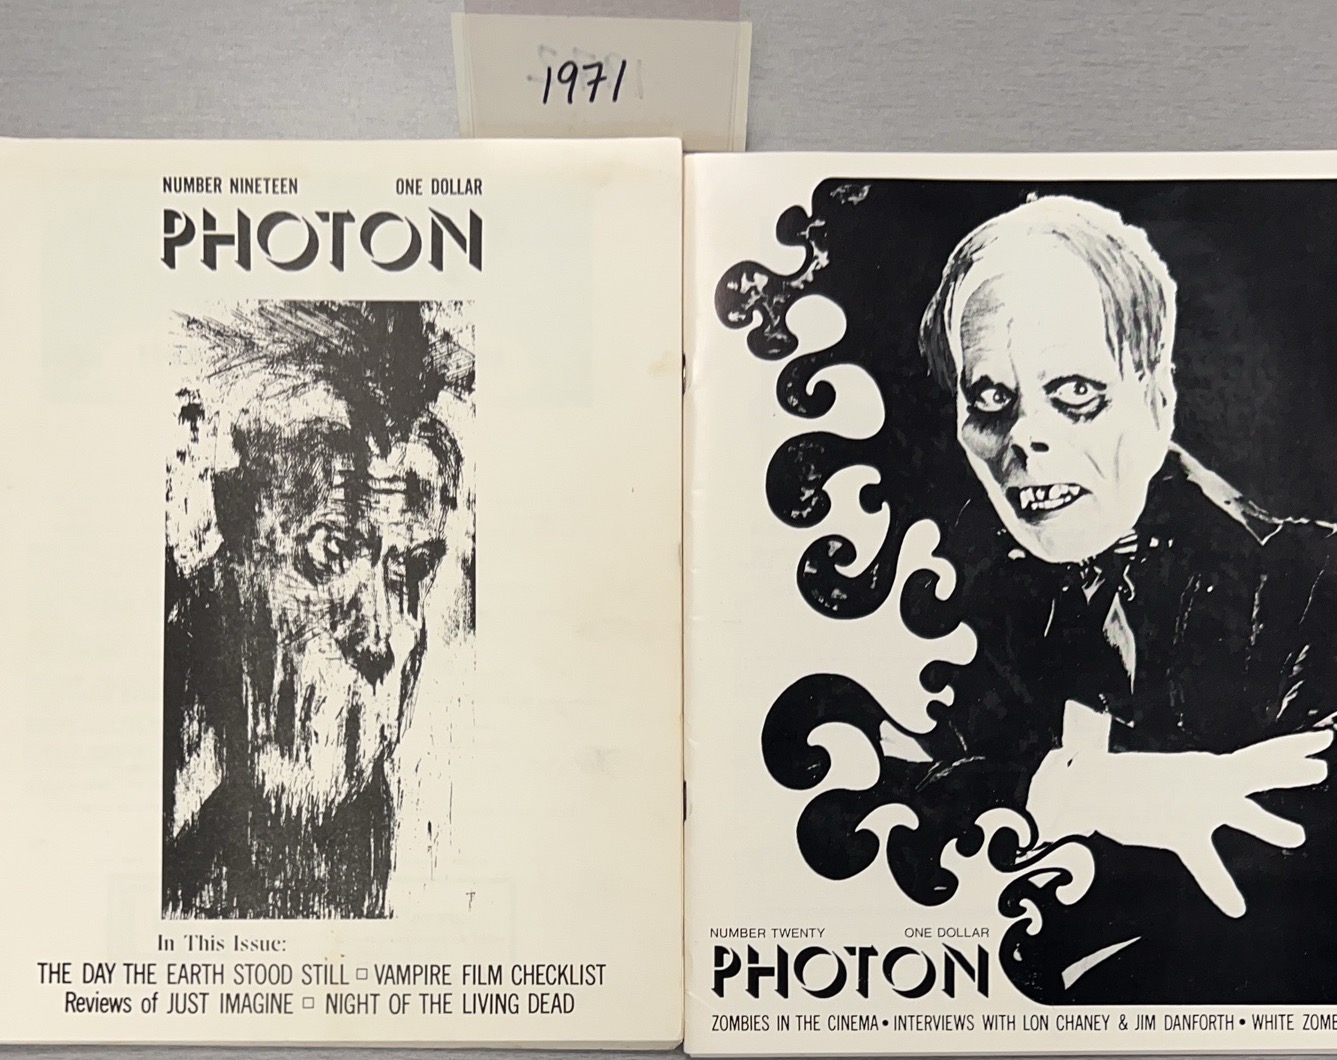 1971
NUMBER NINETEEN ONE DOLLAR
PHOTON
In This Issue:
THE DAY THE EARTH STOOD STILL □ VAMPIRE FILM CHECKLIST
Reviews of JUST IMAGINE □ NIGHT OF THE LIVING DEAD
NUMBER TWENTY ONE DOLLAR
PHOTON
ZOMBIES IN THE CINEMA • INTERVIEWS WITH LON CHANEY & JIM DANFORTH • WHITE ZOMB